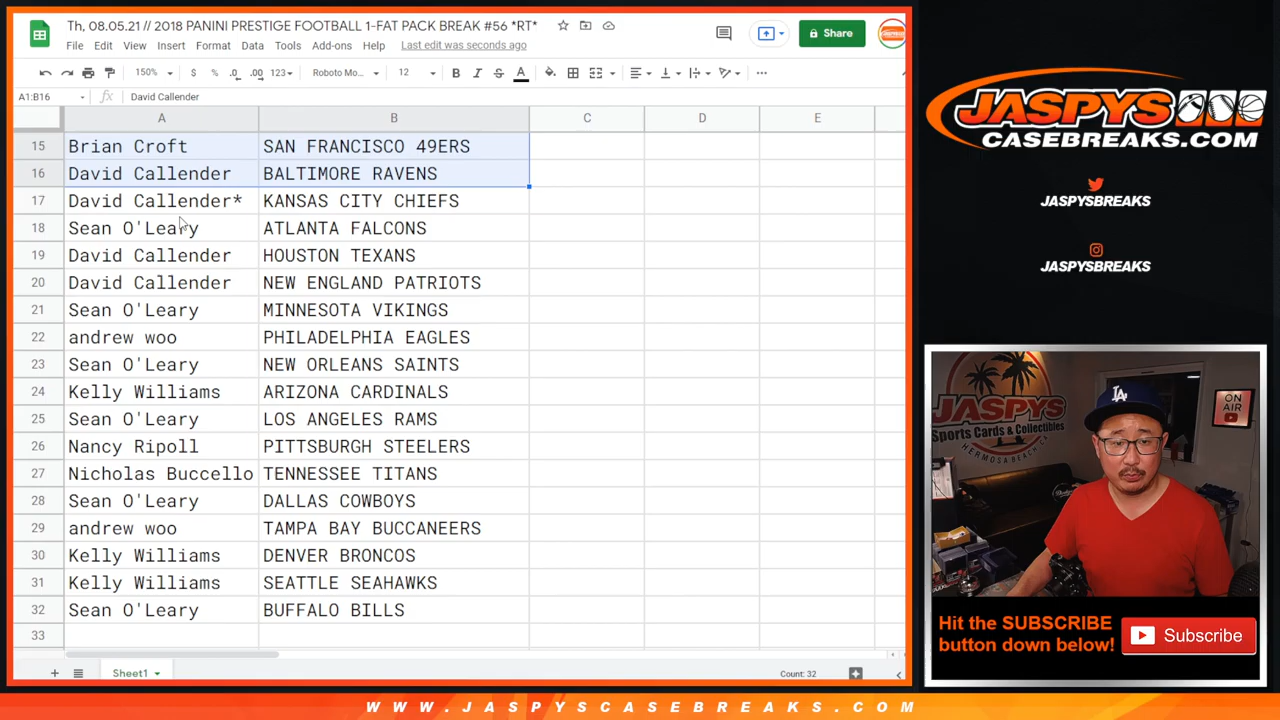 Th, 08.05.21 // 2018 PANINI PRESTIGE FOOTBALL 1-FAT PACK BREAK #56 *RT*
File Edit View Insert Format Data Tools Add-ons Help Last edit was seconds ago
Share
150% $ % .0 .00 123 Roboto Mo... 12 B I S A
A1:B16 fx David Callender
A B C D E
15 Brian Croft SAN FRANCISCO 49ERS
16 David Callender BALTIMORE RAVENS
17 David Callender* KANSAS CITY CHIEFS
18 Sean O'Leary ATLANTA FALCONS
19 David Callender HOUSTON TEXANS
20 David Callender NEW ENGLAND PATRIOTS
21 Sean O'Leary MINNESOTA VIKINGS
22 andrew woo PHILADELPHIA EAGLES
23 Sean O'Leary NEW ORLEANS SAINTS
24 Kelly Williams ARIZONA CARDINALS
25 Sean O'Leary LOS ANGELES RAMS
26 Nancy Ripoll PITTSBURGH STEELERS
27 Nicholas Buccello TENNESSEE TITANS
28 Sean O'Leary DALLAS COWBOYS
29 andrew woo TAMPA BAY BUCCANEERS
30 Kelly Williams DENVER BRONCOS
31 Kelly Williams SEATTLE SEAHAWKS
32 Sean O'Leary BUFFALO BILLS
33
Sheet1
Count: 32
JASPYS
CASEBREAKS.COM
JASPYSBREAKS
JASPYSBREAKS
JASPYS
Sports Cards & Collectibles
HERMOSA BEACH
LA
ON
AIR
Hit the SUBSCRIBE
button down below!
Subscribe
WWW.JASPYSCASEBREAKS.COM